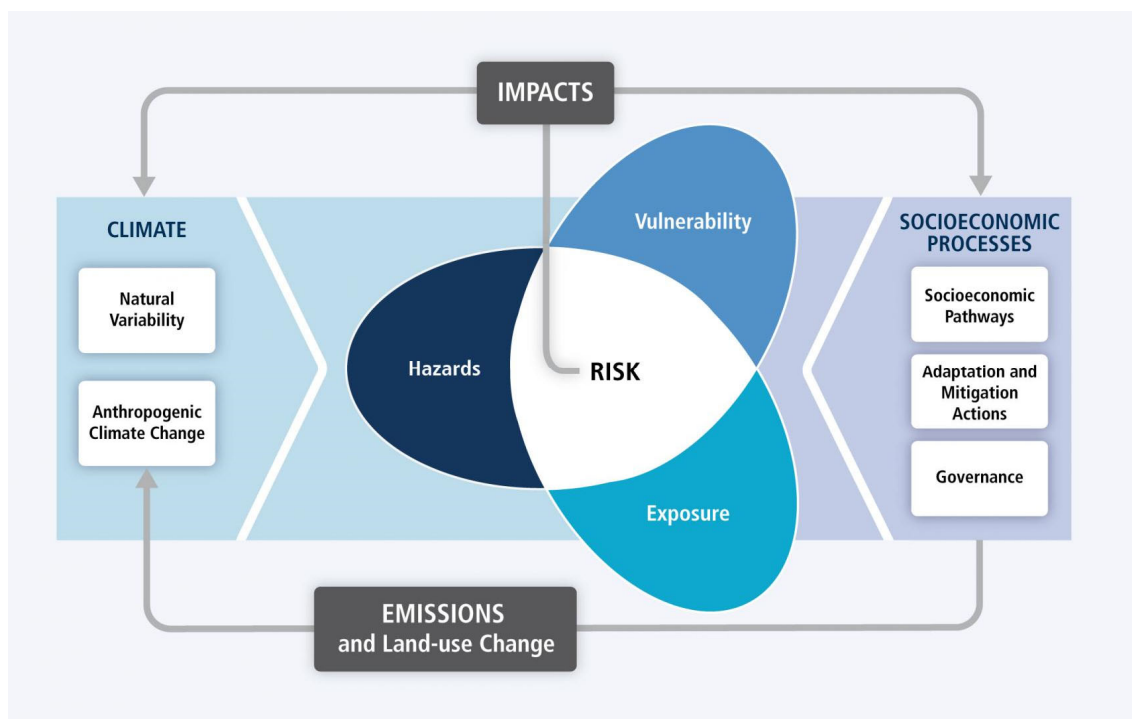 IMPACTS
CLIMATE
Natural
Variability
Anthropogenic
Climate Change
Vulnerability
Hazards
RISK
Exposure
SOCIOECONOMIC
PROCESSES
Socioeconomic
Pathways
Adaptation and
Mitigation
Actions
Governance
EMISSIONS
and Land-use Change